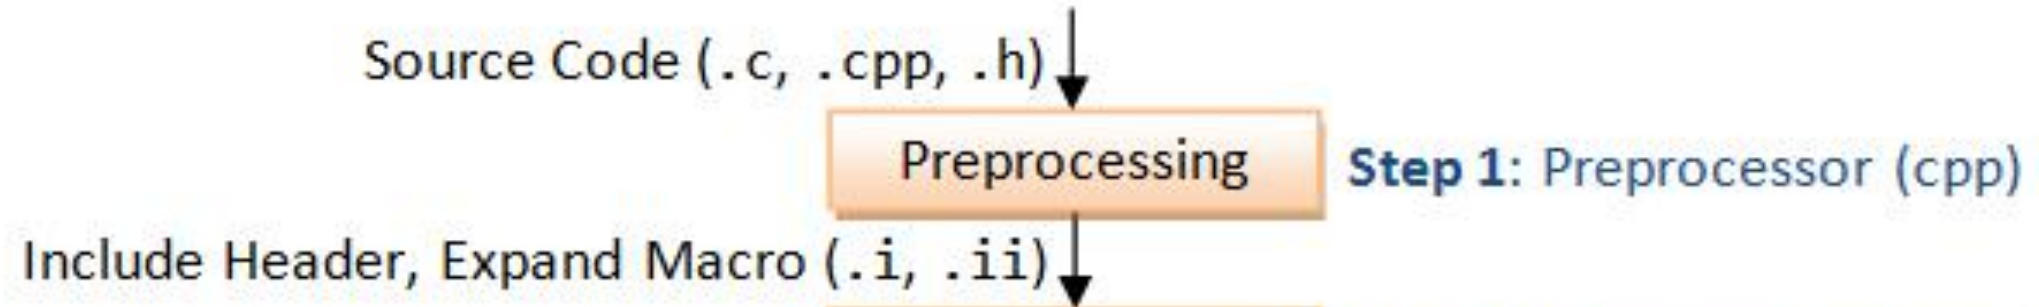 Source Code (.c, .cpp, .h)
Preprocessing
Step 1: Preprocessor (cpp)
Include Header, Expand Macro (.i, .ii)